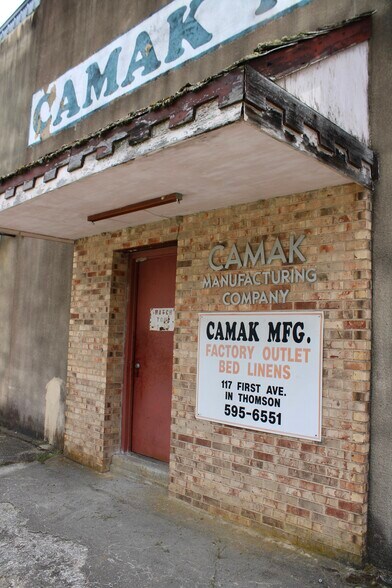 CAMAK
CAMAK
MANUFACTURING
COMPANY
CAMAK MFG.
FACTORY OUTLET
BED LINENS
117 FIRST AVE.
IN THOMSON
595-6551